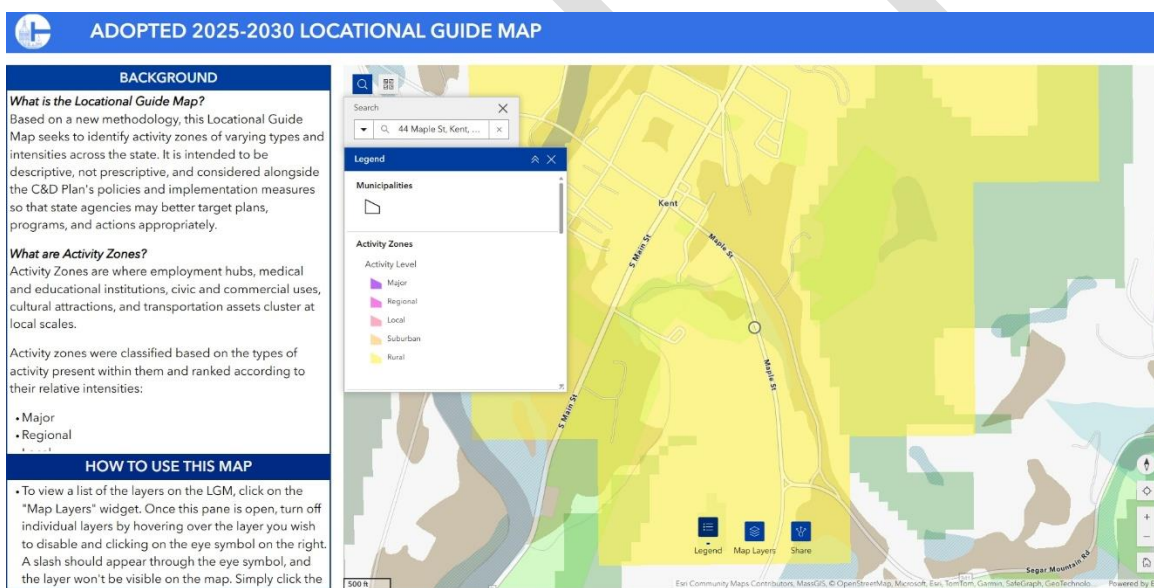 ADOPTED 2025-2030 LOCATIONAL GUIDE MAP
BACKGROUND
What is the Locational Guide Map?
Based on a new methodology, this Locational Guide
Map seeks to identify activity zones of varying types and
intensities across the state. It is intended to be
descriptive, not prescriptive, and considered alongside
the C&D Plan's policies and implementation measures
so that state agencies may better target plans,
programs, and actions appropriately.
What are Activity Zones?
Activity Zones are where employment hubs, medical
and educational institutions, civic and commercial uses,
cultural attractions, and transportation assets cluster at
local scales.
Activity zones were classified based on the types of
activity present within them and ranked according to
their relative intensities:
• Major
• Regional
HOW TO USE THIS MAP
• To view a list of the layers on the LGM, click on the
"Map Layers" widget. Once this pane is open, turn off
individual layers by hovering over the layer you wish
to disable and clicking on the eye symbol on the right.
A slash should appear through the eye symbol, and
the layer won't be visible on the map. Simply click the
Search
44 Maple St, Kent, ...
Legend
Municipalities
Activity Zones
Activity Level
Major
Regional
Local
Suburban
Rural
Kent
Maple St
S Main St
Maple St
S Main St
Segar Mountain Rd
Legend
Map Layers
Share
500 ft
Esri Community Maps Contributors, MassGIS, © OpenStreetMap, Microsoft, Esri, TomTom, Garmin, SafeGraph, GeoTechnolo...
Powered by E